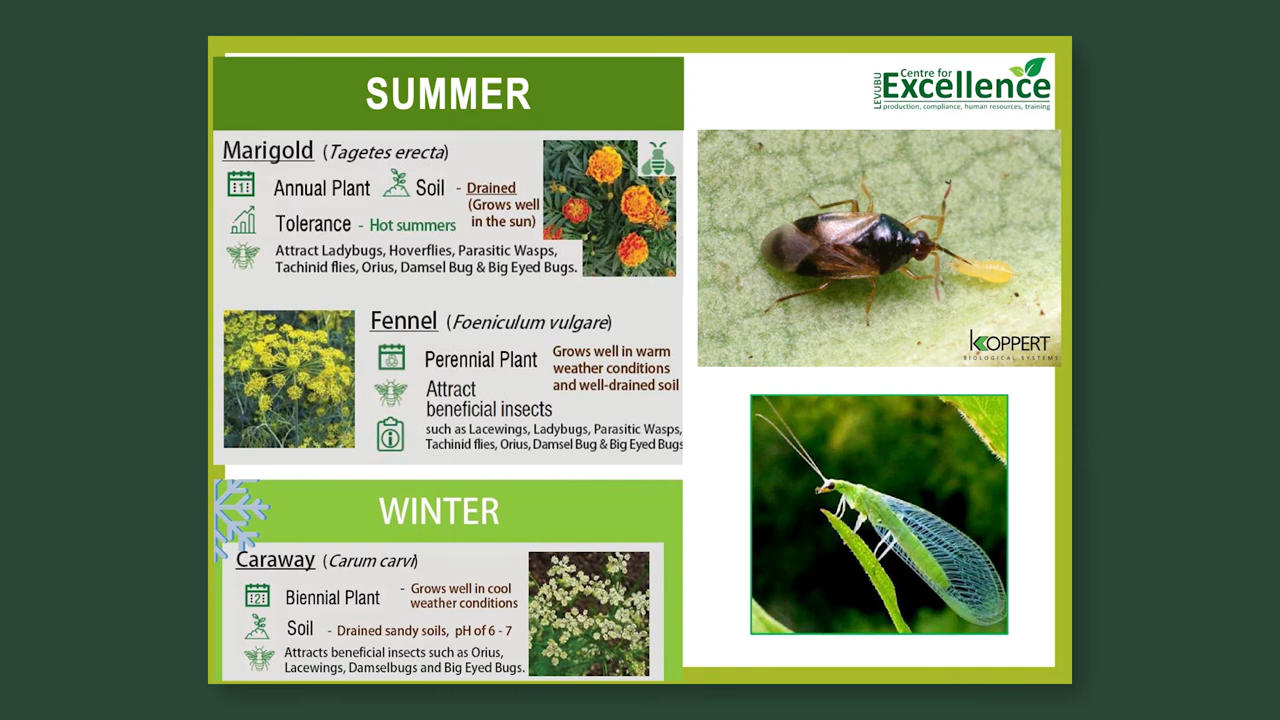 SUMMER
Marigold (Tagetes erecta)
Annual Plant
Soil - Drained
(Grows well
in the sun)
Tolerance - Hot summers
Attract Ladybugs, Hoverflies, Parasitic Wasps,
Tachinid flies, Orius, Damsel Bug & Big Eyed Bugs.
Fennel (Foeniculum vulgare)
Perennial Plant
Grows well in warm
weather conditions
and well-drained soil
Attract
beneficial insects
such as Lacewings, Ladybugs, Parasitic Wasps,
Tachinid flies, Orius, Damsel Bug & Big Eyed Bugs
WINTER
Caraway (Carum carvi)
Biennial Plant
- Grows well in cool
weather conditions
Soil - Drained sandy soils, pH of 6 - 7
Attracts beneficial insects such as Orius,
Lacewings, Damselbugs and Big Eyed Bugs.
LEVUBU
Centre for
Excellence
production, compliance, human resources, training
KOPPERT
BIOLOGICAL SYSTEMS
1
2